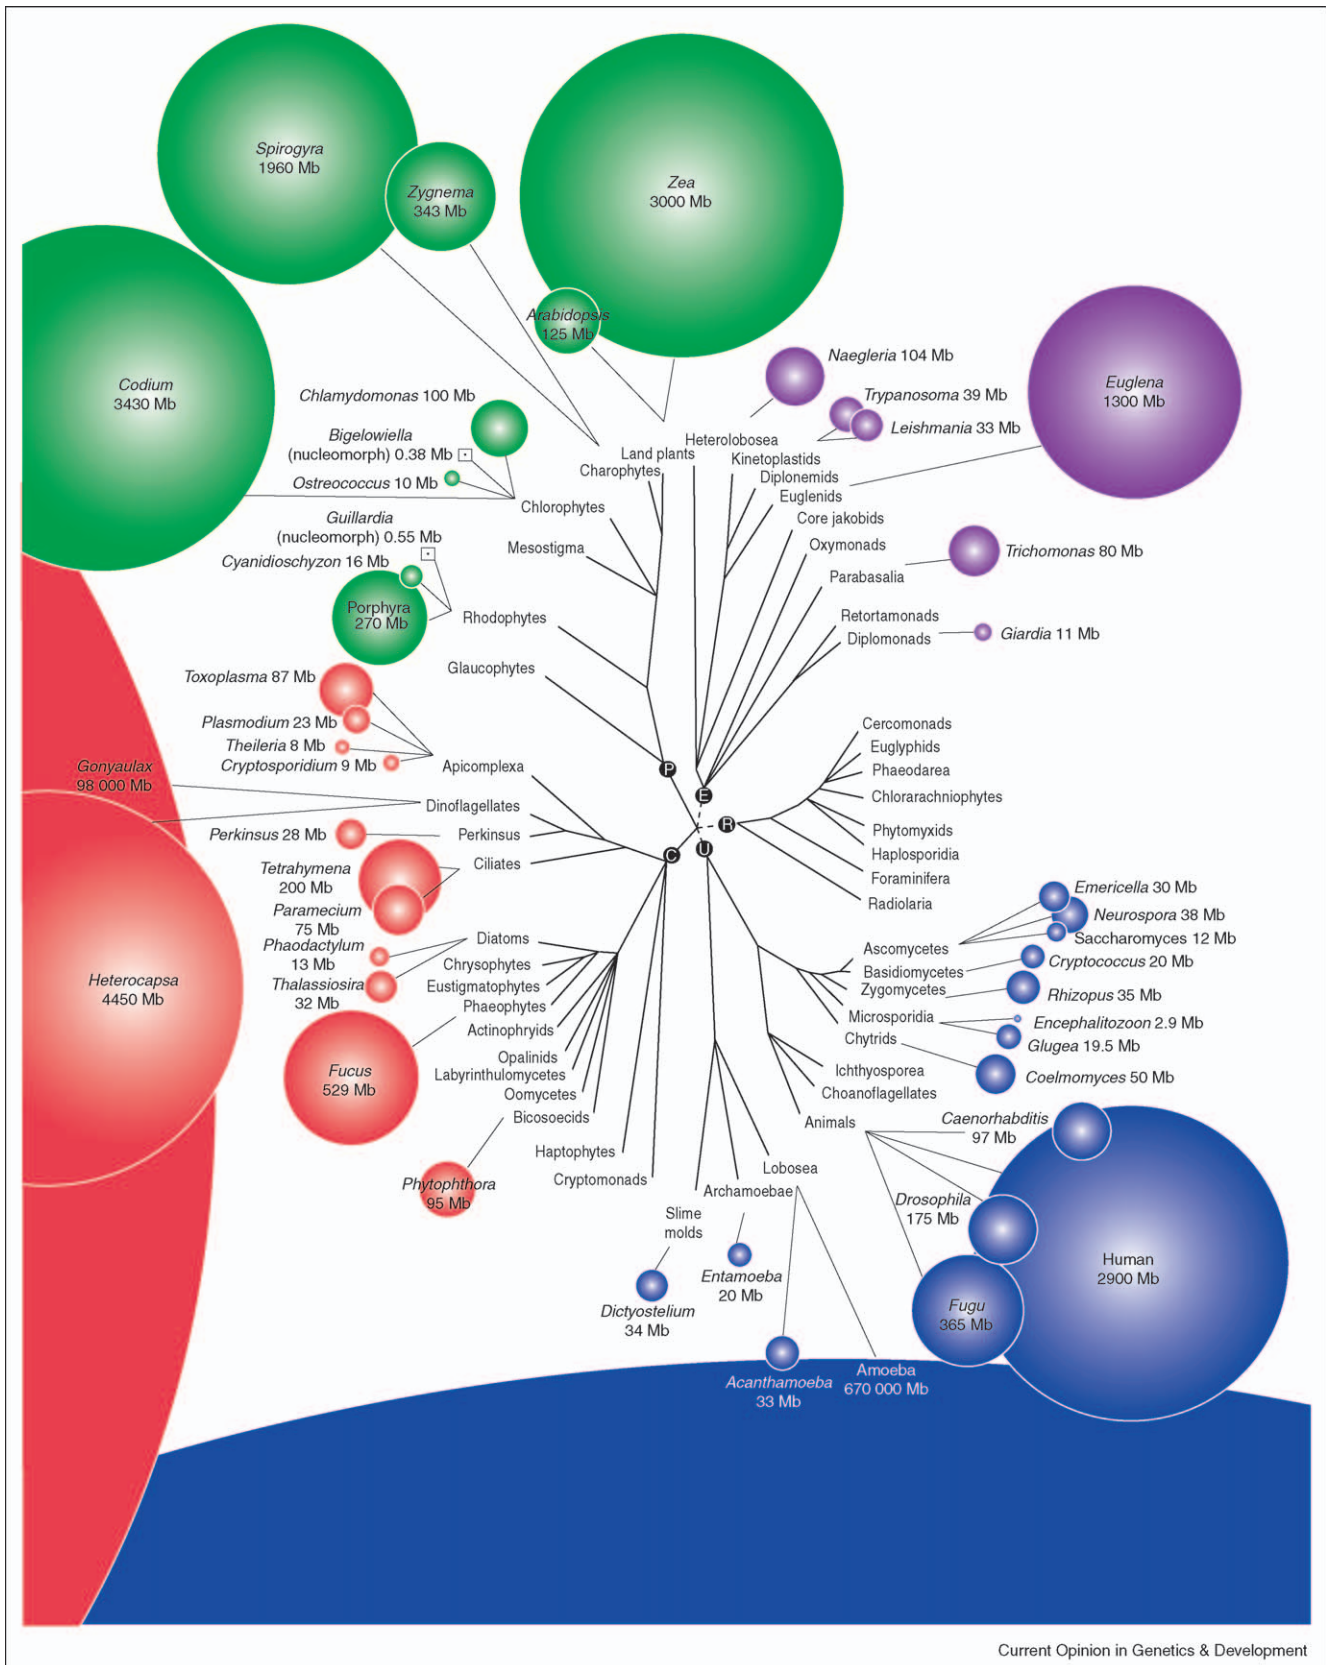 Spirogyra
1960 Mb
Zygnema
343 Mb
Zea
3000 Mb
Arabidopsis
125 Mb
Codium
3430 Mb
Chlamydomonas 100 Mb
Bigelowiella
(nucleomorph) 0.38 Mb
Ostreococcus 10 Mb
Guillardia
(nucleomorph) 0.55 Mb
Cyanidioschyzon 16 Mb
Porphyra
270 Mb
Naegleria 104 Mb
Trypanosoma 39 Mb
Leishmania 33 Mb
Euglena
1300 Mb
Trichomonas 80 Mb
Giardia 11 Mb
Heterolobosea
Land plants
Kinetoplastids
Charophytes
Diplonemids
Euglenids
Chlorophytes
Core jakobids
Mesostigma
Oxymonads
Parabasalia
Rhodophytes
Retortamonads
Diplomonads
Glaucophytes
Toxoplasma 87 Mb
Plasmodium 23 Mb
Theileria 8 Mb
Cryptosporidium 9 Mb
Gonyaulax
98 000 Mb
Apicomplexa
Dinoflagellates
Perkinsus 28 Mb
Perkinsus
Tetrahymena
200 Mb
Ciliates
Paramecium
75 Mb
Phaodactylum
13 Mb
Thalassiosira
32 Mb
Heterocapsa
4450 Mb
Fucus
529 Mb
Phytophthora
95 Mb
P
E
R
U
C
Cercomonads
Euglyphids
Phaeodarea
Chlorarachniophytes
Phytomyxids
Haplosporidia
Foraminifera
Radiolaria
Diatoms
Chrysophytes
Eustigmatophytes
Phaeophytes
Actinophryids
Opalinids
Labyrinthulomycetes
Oomycetes
Bicosoecids
Haptophytes
Cryptomonads
Slime
molds
Archamoebae
Lobosea
Ascomycetes
Basidiomycetes
Zygomycetes
Microsporidia
Chytrids
Ichthyosporea
Choanoflagellates
Animals
Emericella 30 Mb
Neurospora 38 Mb
Saccharomyces 12 Mb
Cryptococcus 20 Mb
Rhizopus 35 Mb
Encephalitozoon 2.9 Mb
Glugea 19.5 Mb
Coelmomyces 50 Mb
Caenorhabditis
97 Mb
Drosophila
175 Mb
Human
2900 Mb
Fugu
365 Mb
Entamoeba
20 Mb
Dictyostelium
34 Mb
Acanthamoeba
33 Mb
Amoeba
670 000 Mb
Current Opinion in Genetics & Development